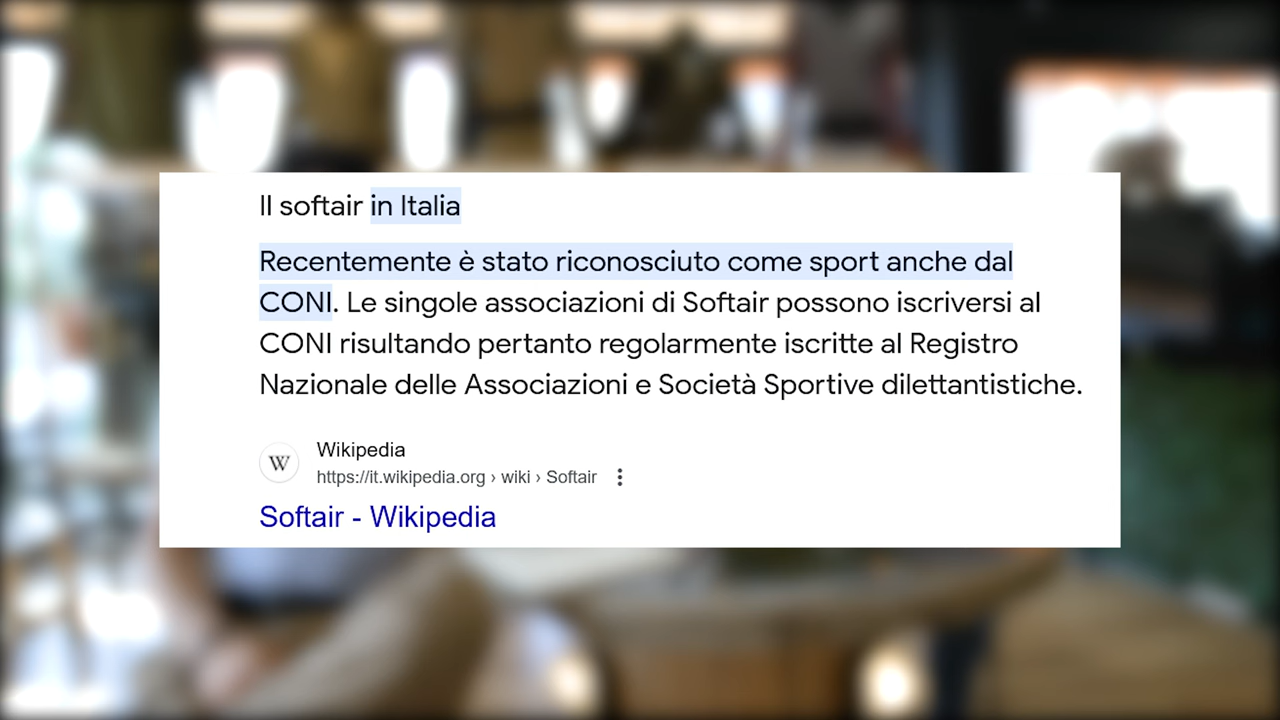 Il softair in Italia
Recentemente è stato riconosciuto come sport anche dal
CONI. Le singole associazioni di Softair possono iscriversi al
CONI risultando pertanto regolarmente iscritte al Registro
Nazionale delle Associazioni e Società Sportive dilettantistiche.
W
Wikipedia
https://it.wikipedia.org › wiki › Softair
Softair - Wikipedia